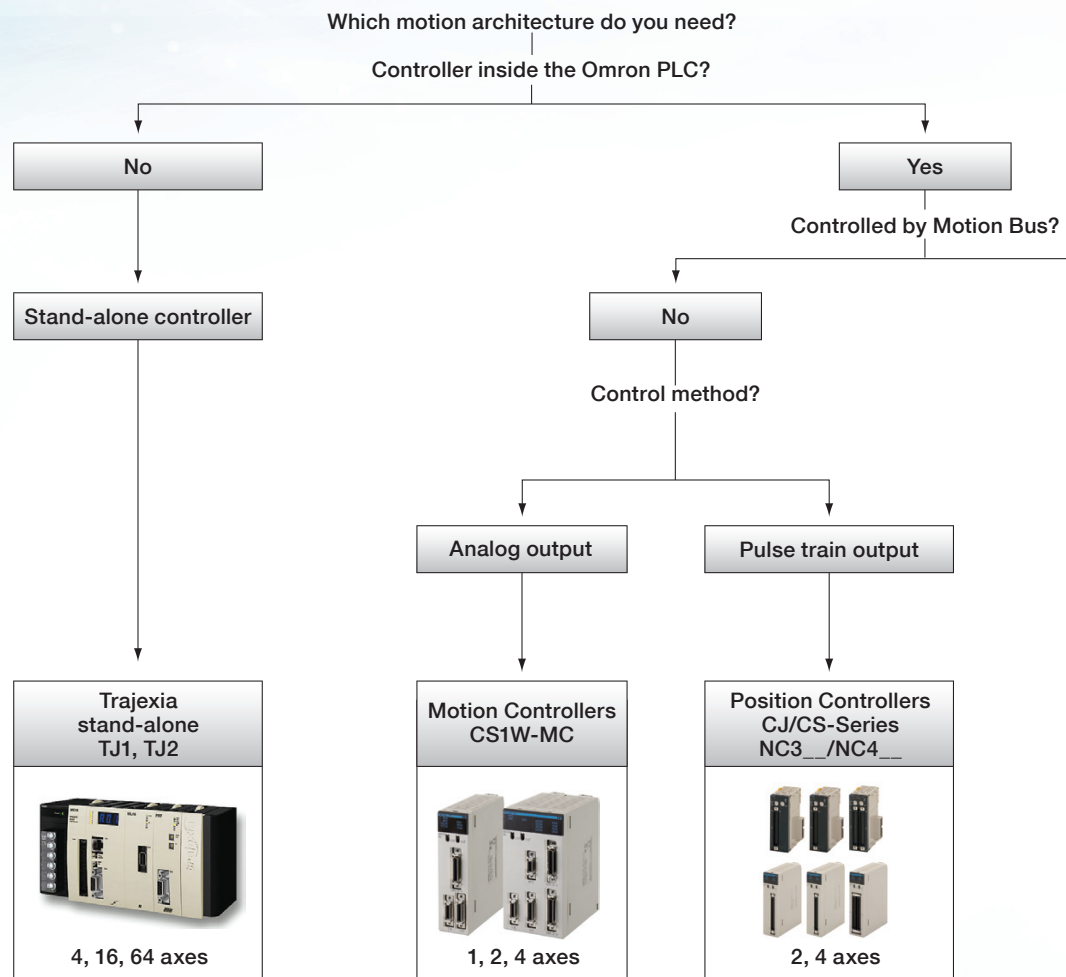 Which motion architecture do you need?
Controller inside the Omron PLC?
No
Yes
Controlled by Motion Bus?
Stand-alone controller
No
Control method?
Analog output
Pulse train output
Trajexia
stand-alone
TJ1, TJ2
Motion Controllers
CS1W-MC
Position Controllers
CJ/CS-Series
NC3__/NC4__
4, 16, 64 axes
1, 2, 4 axes
2, 4 axes